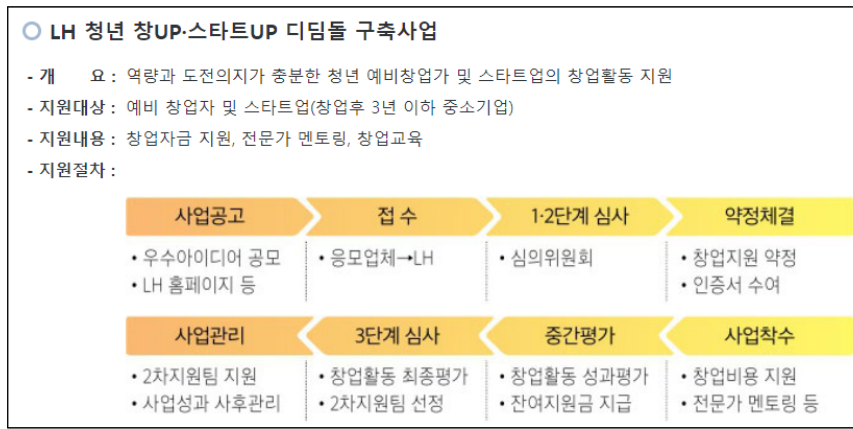 LH 청년 창UP·스타트UP 디딤돌 구축사업
- 개 요 : 역량과 도전의지가 충분한 청년 예비창업가 및 스타트업의 창업활동 지원
- 지원대상 : 예비 창업자 및 스타트업(창업후 3년 이하 중소기업)
- 지원내용 : 창업자금 지원, 전문가 멘토링, 창업교육
- 지원절차 :
사업공고 접 수 1·2단계 심사 약정체결
• 우수아이디어 공모 • 응모업체→LH • 심의위원회 • 창업지원 약정
• LH 홈페이지 등 • 인증서 수여
사업관리 3단계 심사 중간평가 사업착수
• 2차지원팀 지원 • 창업활동 최종평가 • 창업활동 성과평가 • 창업비용 지원
• 사업성과 사후관리 • 2차지원팀 선정 • 잔여지원금 지급 • 전문가 멘토링 등